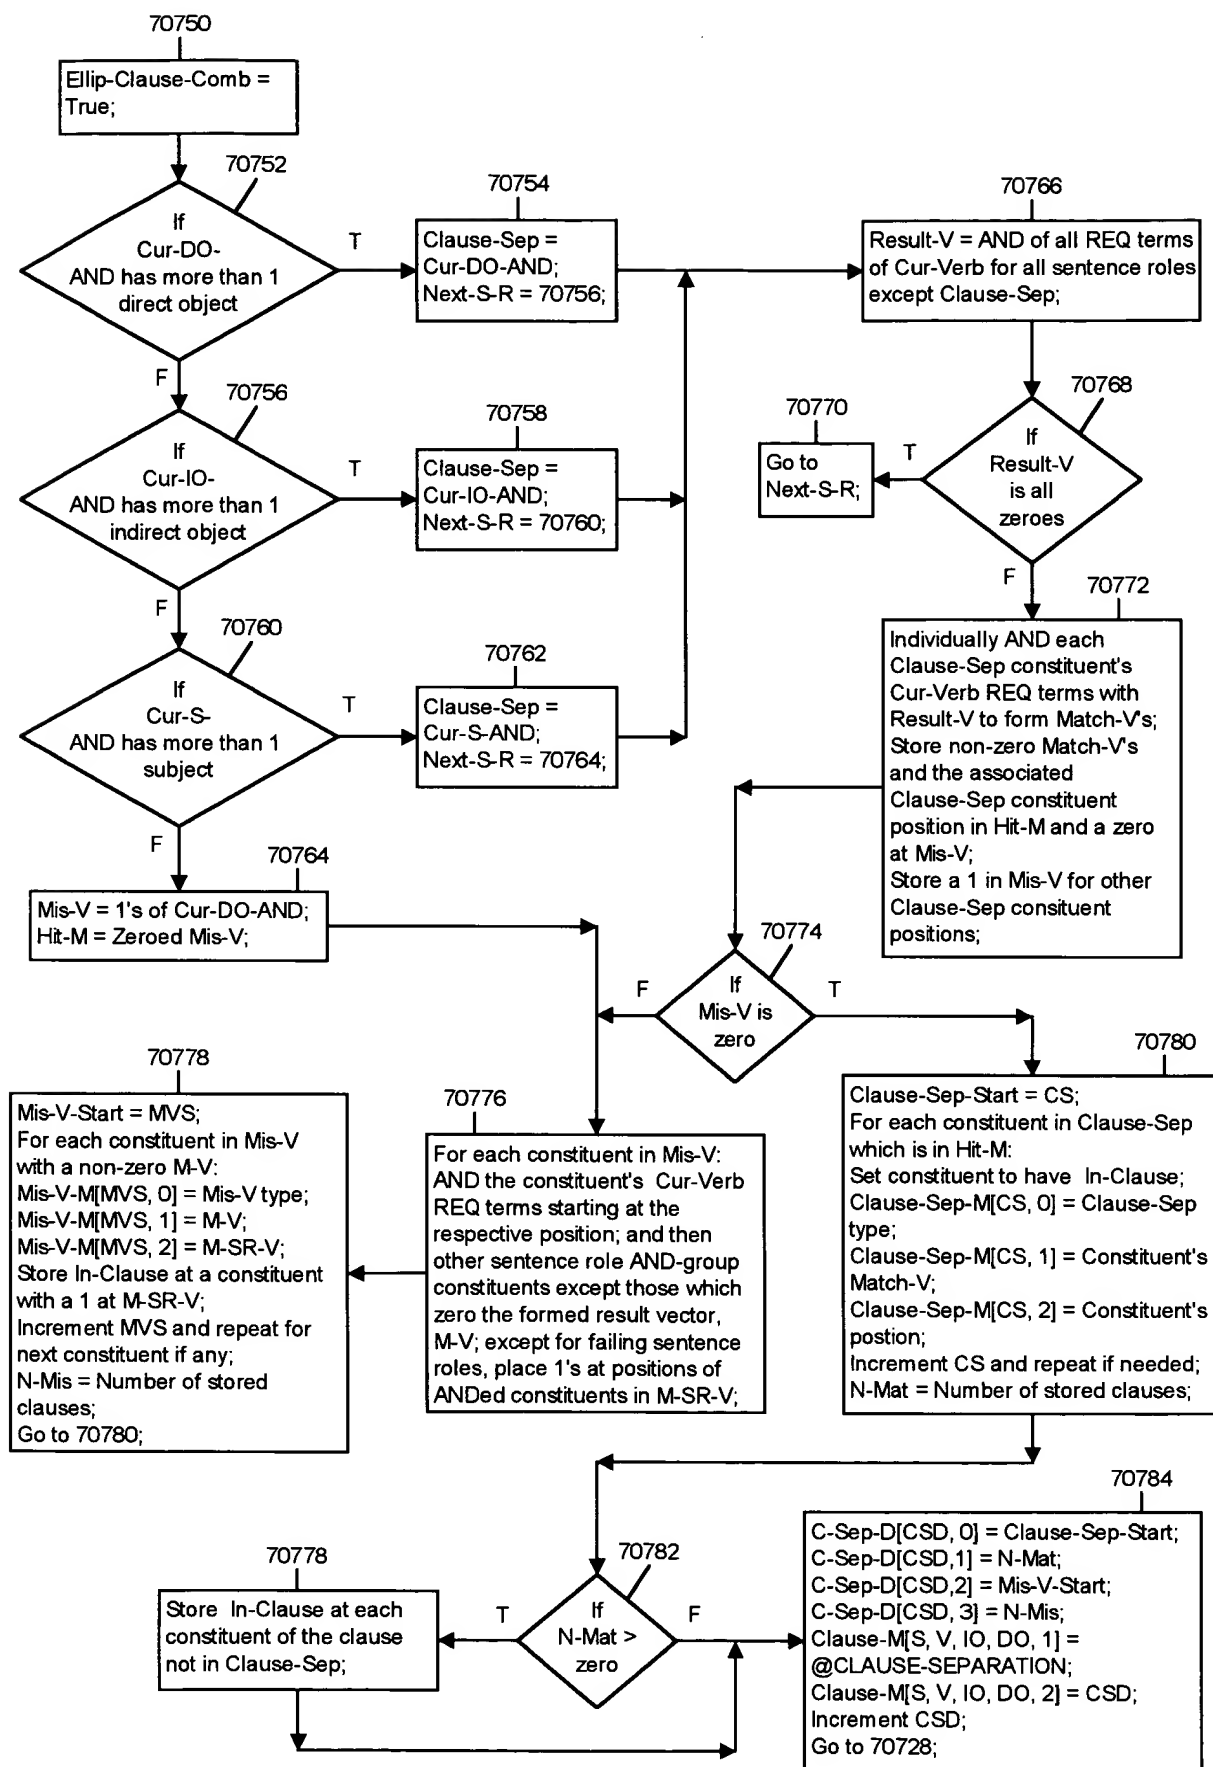 70750
Ellip-Clause-Comb =
True;
70752
If
Cur-DO-
AND has more than 1
direct object
T
F
70754
Clause-Sep =
Cur-DO-AND;
Next-S-R = 70756;
70756
If
Cur-IO-
AND has more than 1
indirect object
T
F
70758
Clause-Sep =
Cur-IO-AND;
Next-S-R = 70760;
70760
If
Cur-S-
AND has more than 1
subject
T
F
70762
Clause-Sep =
Cur-S-AND;
Next-S-R = 70764;
70764
Mis-V = 1's of Cur-DO-AND;
Hit-M = Zeroed Mis-V;
70766
Result-V = AND of all REQ terms
of Cur-Verb for all sentence roles
except Clause-Sep;
70768
If
Result-V
is all
zeroes
T
F
70770
Go to
Next-S-R;
70772
Individually AND each
Clause-Sep constituent's
Cur-Verb REQ terms with
Result-V to form Match-V's;
Store non-zero Match-V's
and the associated
Clause-Sep constituent
position in Hit-M and a zero
at Mis-V;
Store a 1 in Mis-V for other
Clause-Sep consituent
positions;
70774
If
Mis-V is
zero
F
T
70776
For each constituent in Mis-V:
AND the constituent's Cur-Verb
REQ terms starting at the
respective position; and then
other sentence role AND-group
constituents except those which
zero the formed result vector,
M-V; except for failing sentence
roles, place 1's at positions of
ANDed constituents in M-SR-V;
70778
Mis-V-Start = MVS;
For each constituent in Mis-V
with a non-zero M-V:
Mis-V-M[MVS, 0] = Mis-V type;
Mis-V-M[MVS, 1] = M-V;
Mis-V-M[MVS, 2] = M-SR-V;
Store In-Clause at a constituent
with a 1 at M-SR-V;
Increment MVS and repeat for
next constituent if any;
N-Mis = Number of stored
clauses;
Go to 70780;
70780
Clause-Sep-Start = CS;
For each constituent in Clause-Sep
which is in Hit-M:
Set constituent to have In-Clause;
Clause-Sep-M[CS, 0] = Clause-Sep
type;
Clause-Sep-M[CS, 1] = Constituent's
Match-V;
Clause-Sep-M[CS, 2] = Constituent's
postion;
Increment CS and repeat if needed;
N-Mat = Number of stored clauses;
70782
If
N-Mat >
zero
T
F
70778
Store In-Clause at each
constituent of the clause
not in Clause-Sep;
70784
C-Sep-D[CSD, 0] = Clause-Sep-Start;
C-Sep-D[CSD,1] = N-Mat;
C-Sep-D[CSD,2] = Mis-V-Start;
C-Sep-D[CSD, 3] = N-Mis;
Clause-M[S, V, IO, DO, 1] =
@CLAUSE-SEPARATION;
Clause-M[S, V, IO, DO, 2] = CSD;
Increment CSD;
Go to 70728;